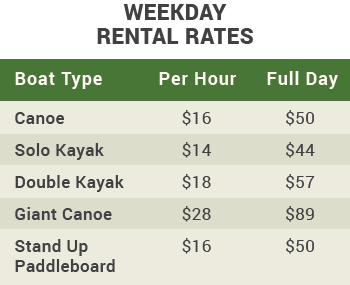 WEEKDAY
RENTAL RATES
Boat Type Per Hour Full Day
Canoe $16 $50
Solo Kayak $14 $44
Double Kayak $18 $57
Giant Canoe $28 $89
Stand Up $16 $50
Paddleboard